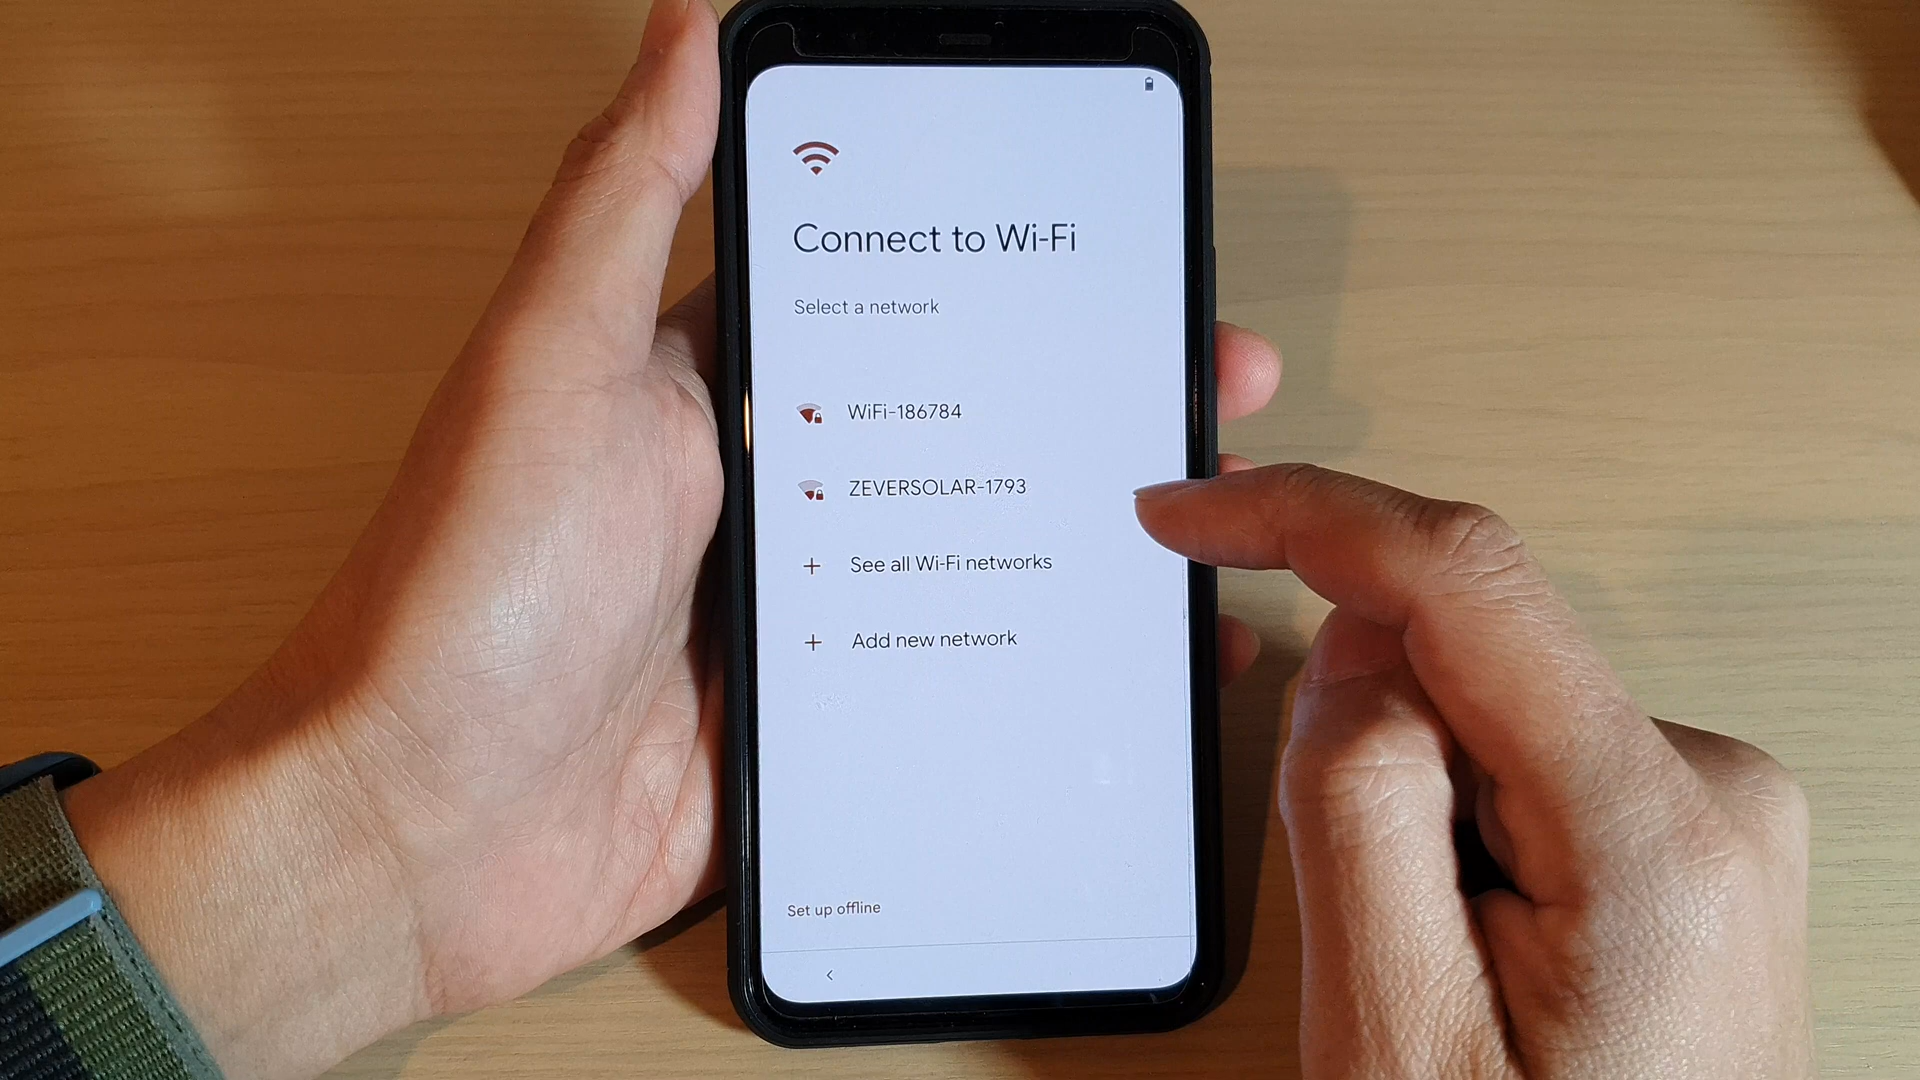 Connect to Wi-Fi
Select a network
WiFi-186784
ZEVERSOLAR-1793
See all Wi-Fi networks
Add new network
Set up offline